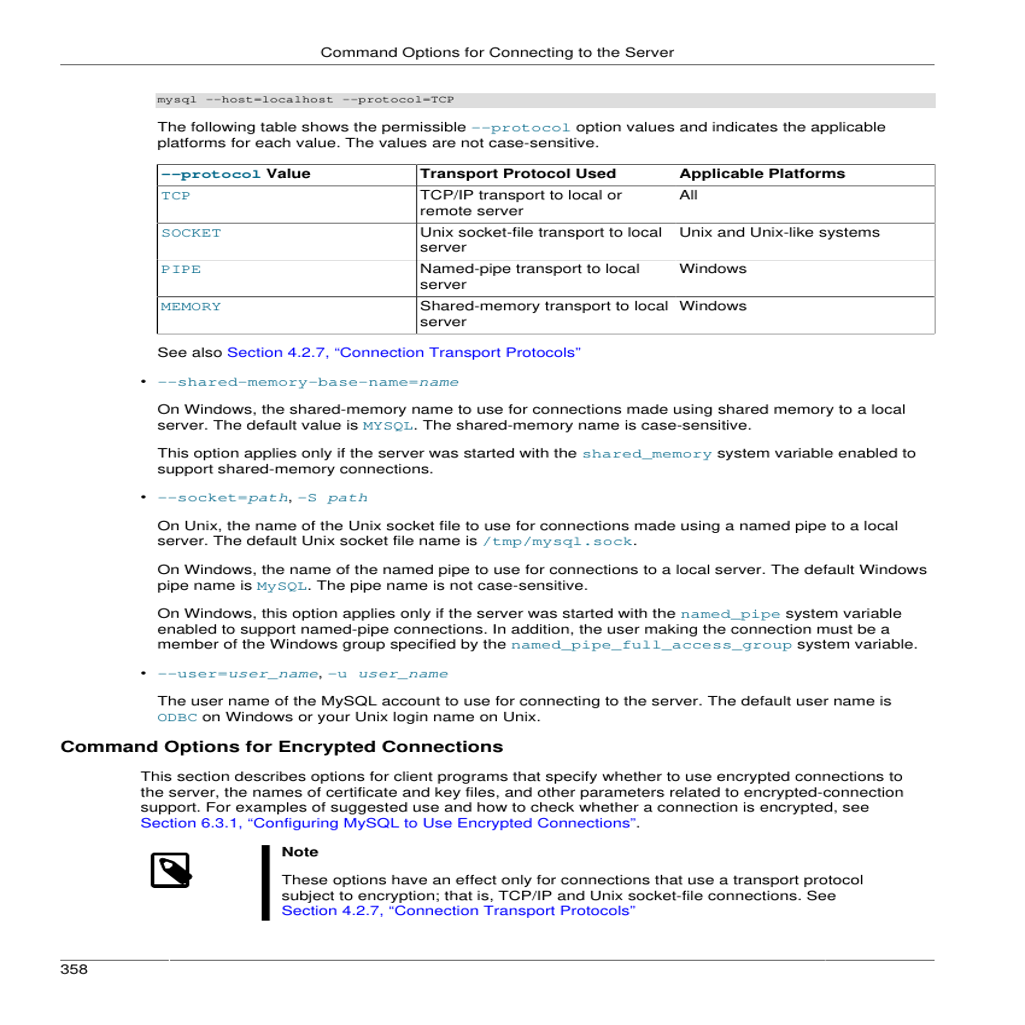 Command Options for Connecting to the Server
mysql --host=localhost --protocol=TCP
The following table shows the permissible --protocol option values and indicates the applicable
platforms for each value. The values are not case-sensitive.
--protocol Value Transport Protocol Used Applicable Platforms
TCP TCP/IP transport to local or All
remote server
SOCKET Unix socket-file transport to local Unix and Unix-like systems
server
PIPE Named-pipe transport to local Windows
server
MEMORY Shared-memory transport to local Windows
server
See also Section 4.2.7, “Connection Transport Protocols”
• --shared-memory-base-name=name
On Windows, the shared-memory name to use for connections made using shared memory to a local
server. The default value is MYSQL. The shared-memory name is case-sensitive.
This option applies only if the server was started with the shared_memory system variable enabled to
support shared-memory connections.
• --socket=path, -S path
On Unix, the name of the Unix socket file to use for connections made using a named pipe to a local
server. The default Unix socket file name is /tmp/mysql.sock.
On Windows, the name of the named pipe to use for connections to a local server. The default Windows
pipe name is MySQL. The pipe name is not case-sensitive.
On Windows, this option applies only if the server was started with the named_pipe system variable
enabled to support named-pipe connections. In addition, the user making the connection must be a
member of the Windows group specified by the named_pipe_full_access_group system variable.
• --user=user_name, -u user_name
The user name of the MySQL account to use for connecting to the server. The default user name is
ODBC on Windows or your Unix login name on Unix.
Command Options for Encrypted Connections
This section describes options for client programs that specify whether to use encrypted connections to
the server, the names of certificate and key files, and other parameters related to encrypted-connection
support. For examples of suggested use and how to check whether a connection is encrypted, see
Section 6.3.1, “Configuring MySQL to Use Encrypted Connections”.
Note
These options have an effect only for connections that use a transport protocol
subject to encryption; that is, TCP/IP and Unix socket-file connections. See
Section 4.2.7, “Connection Transport Protocols”
358